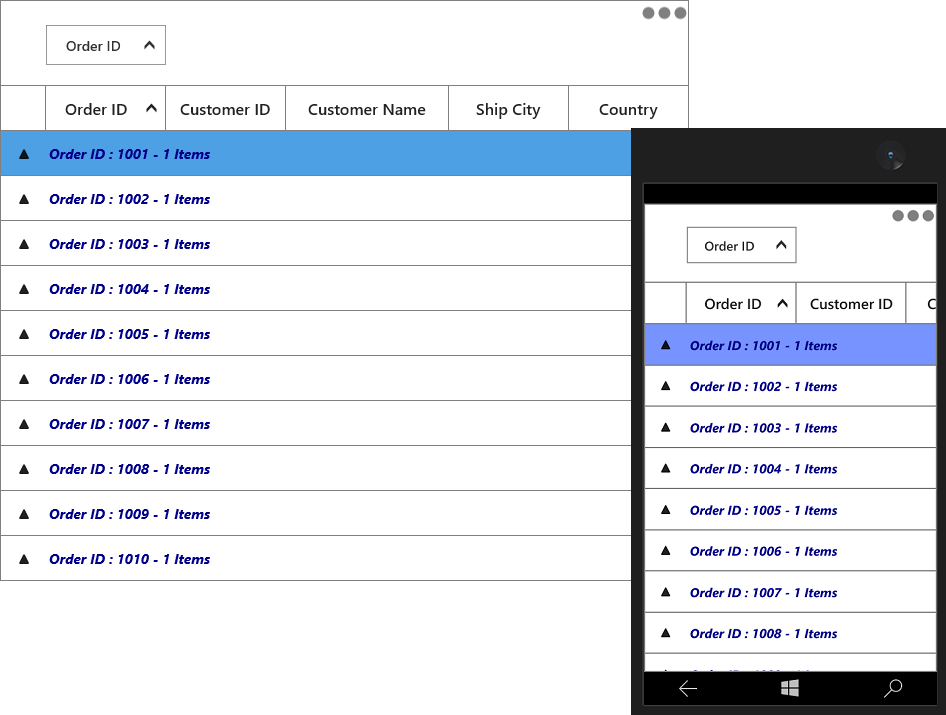 Order ID
Order ID Customer ID Customer Name Ship City Country
Order ID : 1001 - 1 Items
Order ID : 1002 - 1 Items
Order ID : 1003 - 1 Items
Order ID : 1004 - 1 Items
Order ID : 1005 - 1 Items
Order ID : 1006 - 1 Items
Order ID : 1007 - 1 Items
Order ID : 1008 - 1 Items
Order ID : 1009 - 1 Items
Order ID : 1010 - 1 Items
Order ID
Order ID Customer ID C
Order ID : 1001 - 1 Items
Order ID : 1002 - 1 Items
Order ID : 1003 - 1 Items
Order ID : 1004 - 1 Items
Order ID : 1005 - 1 Items
Order ID : 1006 - 1 Items
Order ID : 1007 - 1 Items
Order ID : 1008 - 1 Items